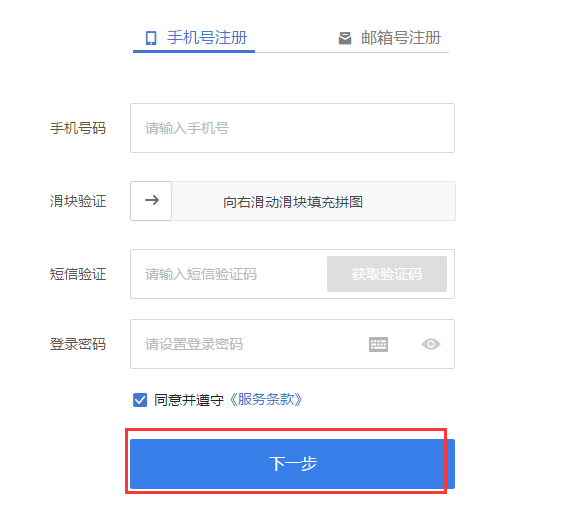 手机号注册 邮箱号注册
手机号码 请输入手机号
滑块验证 向右滑动滑块填充拼图
短信验证 请输入短信验证码 获取验证码
登录密码 请设置登录密码
同意并遵守《服务条款》
下一步